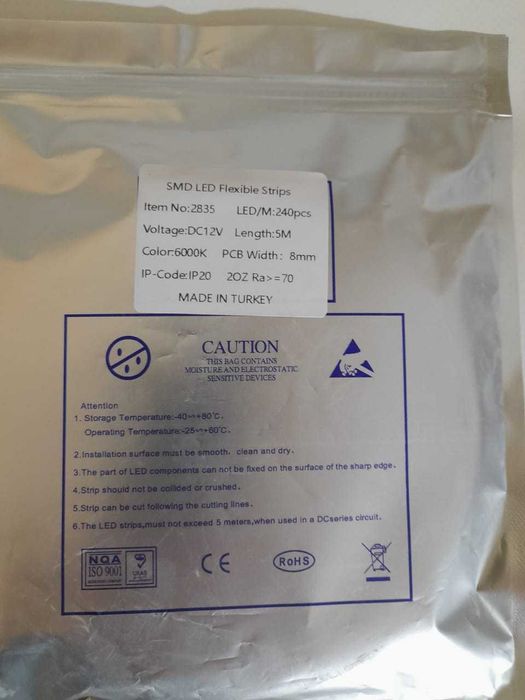 SMD LED Flexible Strips
Item No:2835 LED/M:240pcs
Voltage:DC12V Length:5M
Color:6000K PCB Width: 8mm
IP-Code:IP20 2OZ Ra>=70
MADE IN TURKEY
CAUTION
THIS BAG CONTAINS
MOISTURE AND ELECTROSTATIC
SENSITIVE DEVICES
Attention
1. Storage Temperature:-40~+80℃.
Operating Temperature:-25~+60℃.
2.Installation surface must be smooth, clean and dry.
3.The part of LED components can not be fixed on the surface of the sharp edge.
4.Strip should not be collided or crushed.
5.Strip can be cut following the cutting lines.
6.The LED strips,must not exceed 5 meters,when used in a DCseries circuit.
NQA
ISO 9001
UKAS
CE
RoHS